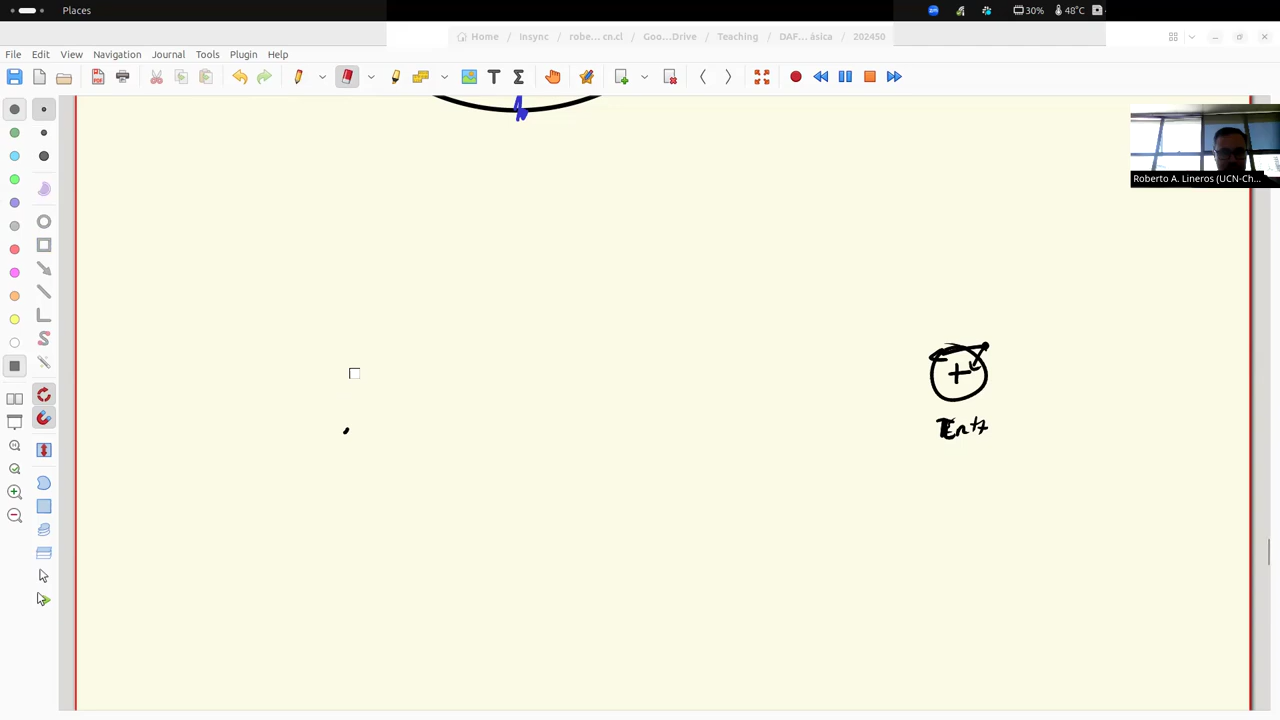 Places
30%
48°C
Home / Insync / robe... cn.cl / Goo...Drive / Teaching / DAF... ásica / 202450
File Edit View Navigation Journal Tools Plugin Help
Roberto A. Lineros (UCN-Ch...
+